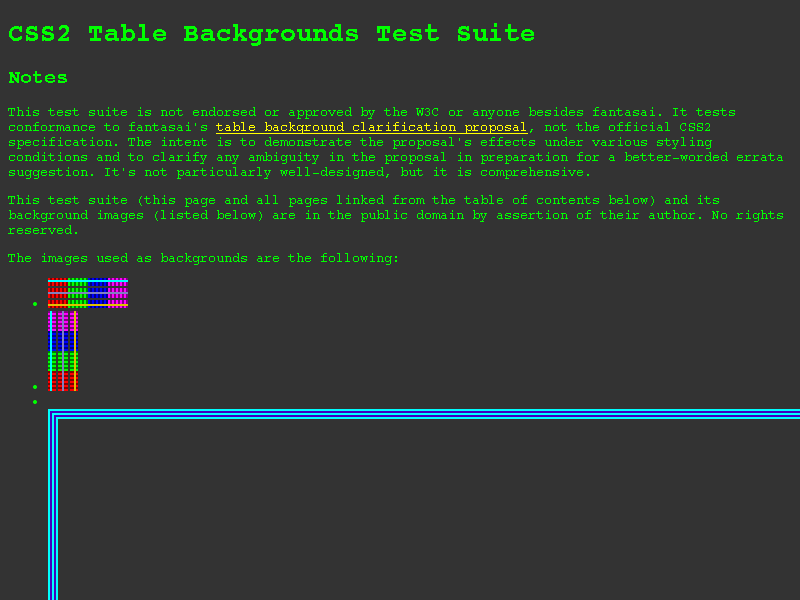 CSS2 Table Backgrounds Test Suite
Notes
This test suite is not endorsed or approved by the W3C or anyone besides fantasai. It tests
conformance to fantasai's table background clarification proposal, not the official CSS2
specification. The intent is to demonstrate the proposal's effects under various styling
conditions and to clarify any ambiguity in the proposal in preparation for a better-worded errata
suggestion. It's not particularly well-designed, but it is comprehensive.
This test suite (this page and all pages linked from the table of contents below) and its
background images (listed below) are in the public domain by assertion of their author. No rights
reserved.
The images used as backgrounds are the following: